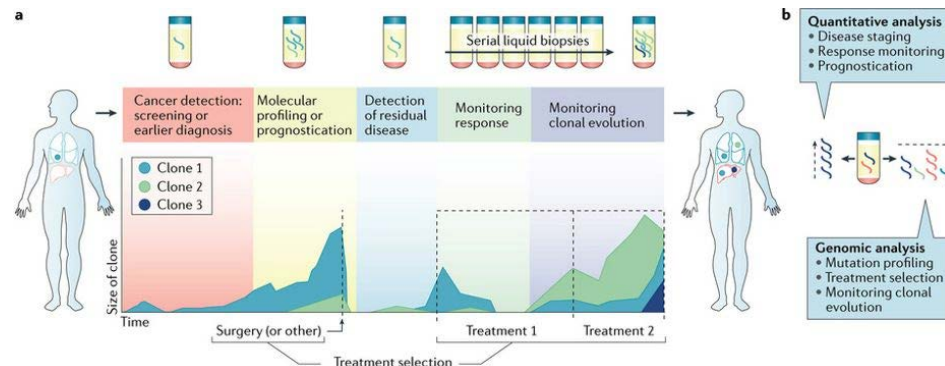 a
Serial liquid biopsies
Cancer detection:
screening or
earlier diagnosis
Molecular
profiling or
prognostication
Detection
of residual
disease
Monitoring
response
Monitoring
clonal evolution
Clone 1
Clone 2
Clone 3
Size of clone
Time
Surgery (or other)
Treatment 1
Treatment 2
Treatment selection
b
Quantitative analysis
• Disease staging
• Response monitoring
• Prognostication
Genomic analysis
• Mutation profiling
• Treatment selection
• Monitoring clonal
evolution